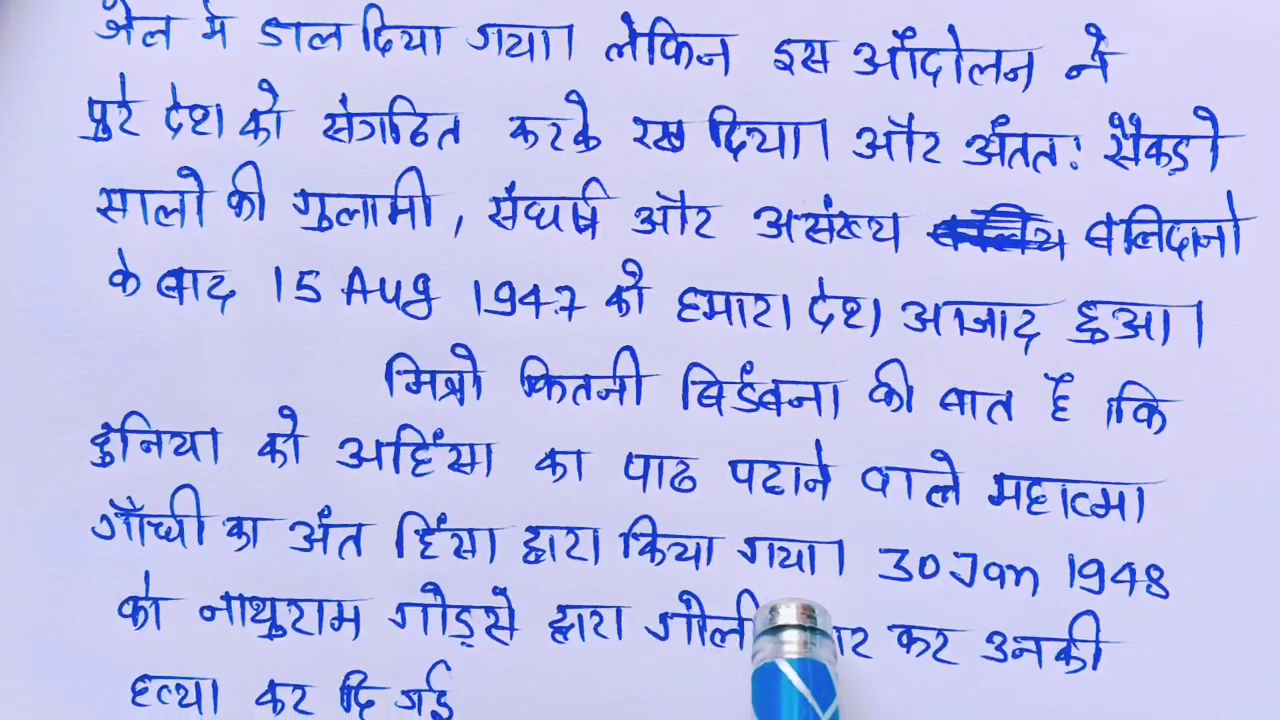 जेल मे डाल दिया गया। लेकिन इस आँदोलन ने
पुरे देश को संगठित करके रख दिया। और अंततः सैकड़ो
सालो की गुलामी, संघर्ष और असंख्य बलिदानो
के बाद 15 Aug 1947 को हमारा देश आजाद हुआ।
मित्रो कितनी बिडंबना की बात है कि
दुनिया को अहिंसा का पाठ पढाने वाले महात्मा
गाँधी का अंत हिंसा द्वारा किया गया। 30 Jan 1948
को नाथुराम गोड्से द्वारा गोली कर उनकी
हत्या कर दि गई